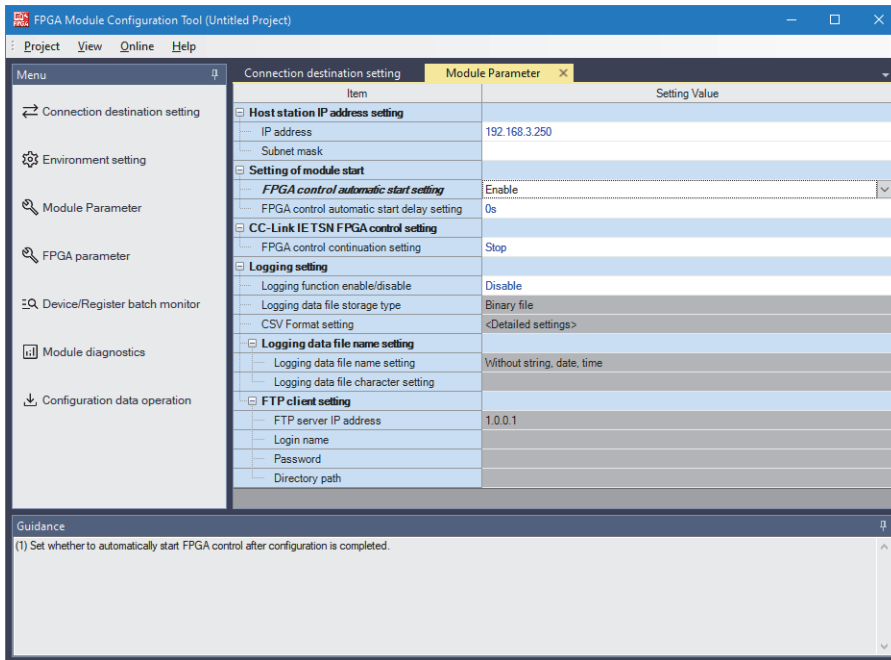 FPGA Module Configuration Tool (Untitled Project)
Project View Online Help
Menu
Connection destination setting
Environment setting
Module Parameter
FPGA parameter
Device/Register batch monitor
Module diagnostics
Configuration data operation
Connection destination setting Module Parameter
Item Setting Value
Host station IP address setting
IP address 192.168.3.250
Subnet mask
Setting of module start
FPGA control automatic start setting Enable
FPGA control automatic start delay setting 0s
CC-Link IE TSN FPGA control setting
FPGA control continuation setting Stop
Logging setting
Logging function enable/disable Disable
Logging data file storage type Binary file
CSV Format setting <Detailed settings>
Logging data file name setting
Logging data file name setting Without string, date, time
Logging data file character setting
FTP client setting
FTP server IP address 1.0.0.1
Login name
Password
Directory path
Guidance
(1) Set whether to automatically start FPGA control after configuration is completed.